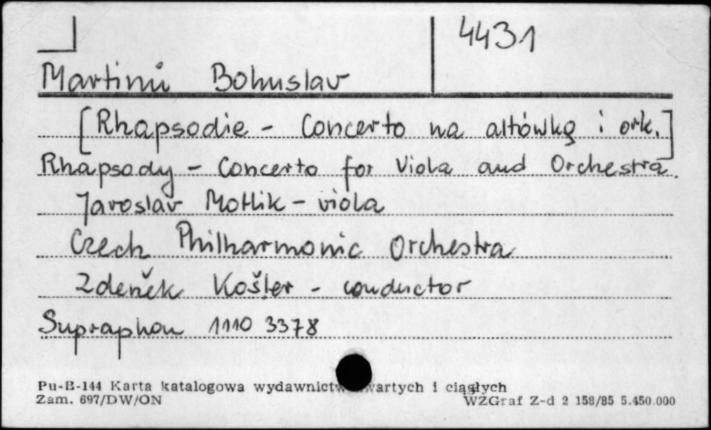 4431
Martinů Bohuslav
[Rhapsodie - Concerto na altówkę i ork.]
Rhapsody - Concerto for Viola and Orchestra.
Jaroslav Motlik - viola
Czech Philharmonic Orchestra
Zdeněk Košler - conductor
Supraphon 1110 3378
Pu-B-144 Karta katalogowa wydawnictw zwartych i ciągłych
Zam. 697/DW/ON WZGraf Z-d 2 158/85 5.450.000